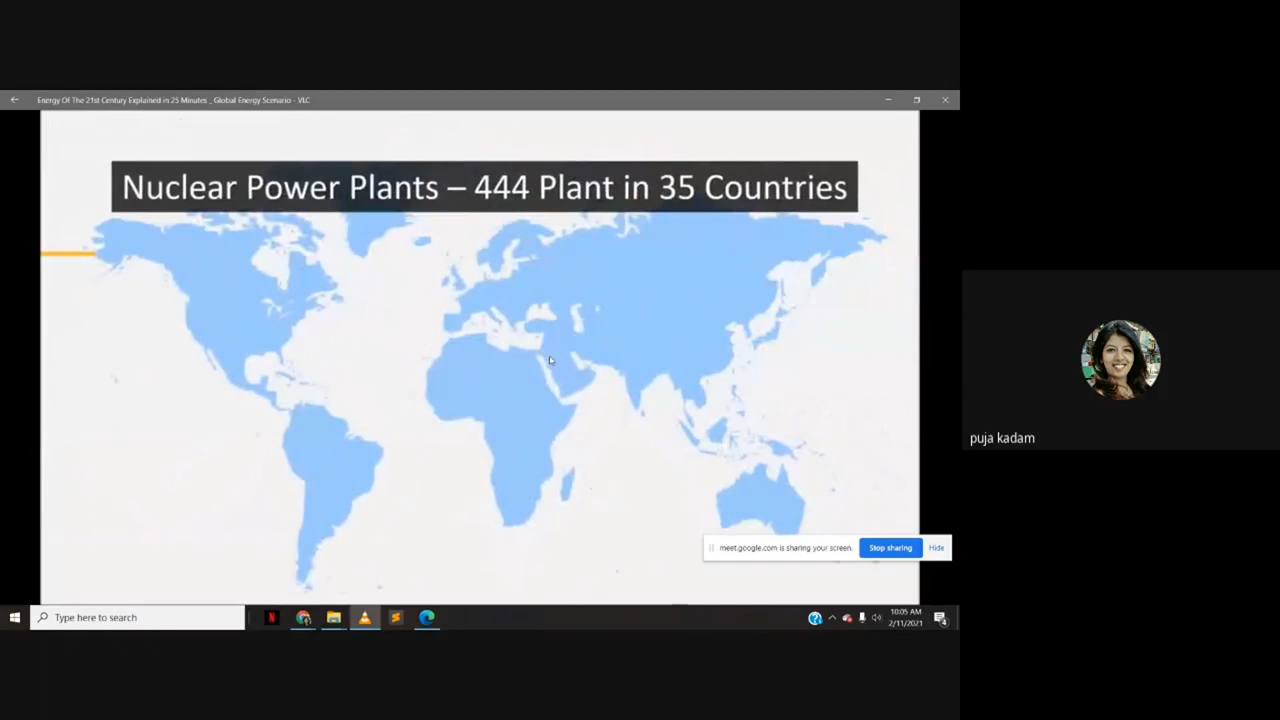 Energy Of The 21st Century Explained in 25 Minutes _ Global Energy Scenario - VLC
Nuclear Power Plants – 444 Plant in 35 Countries
puja kadam
meet.google.com is sharing your screen.
Stop sharing
Hide
Type here to search
N
10:05 AM
2/11/2021
4